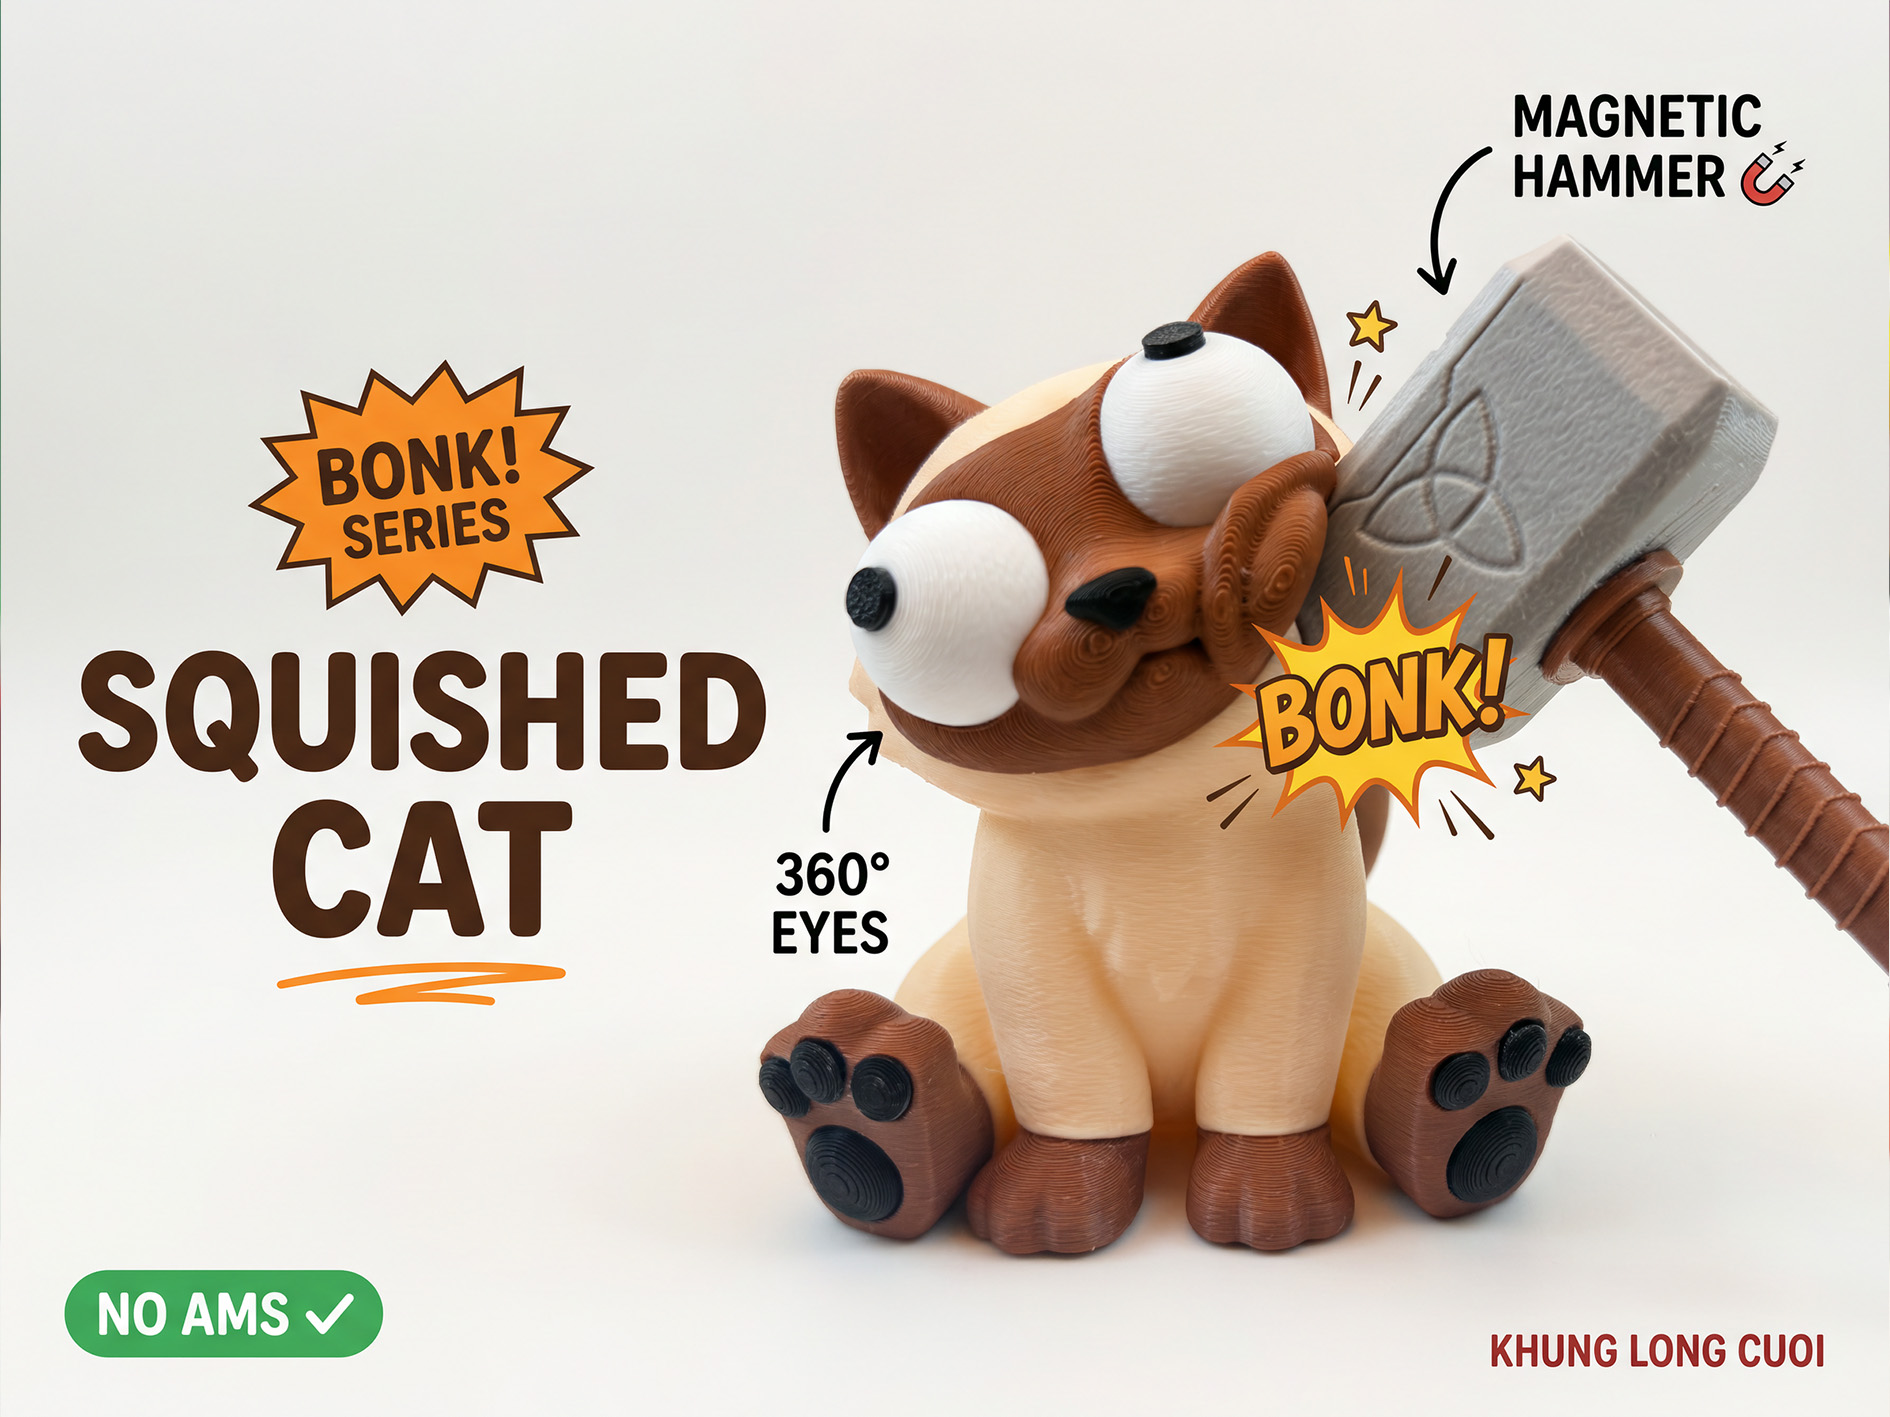 MAGNETIC
HAMMER
BONK!
SERIES
SQUISHED
CAT
BONK!
360°
EYES
NO AMS ✓
KHUNG LONG CUOI